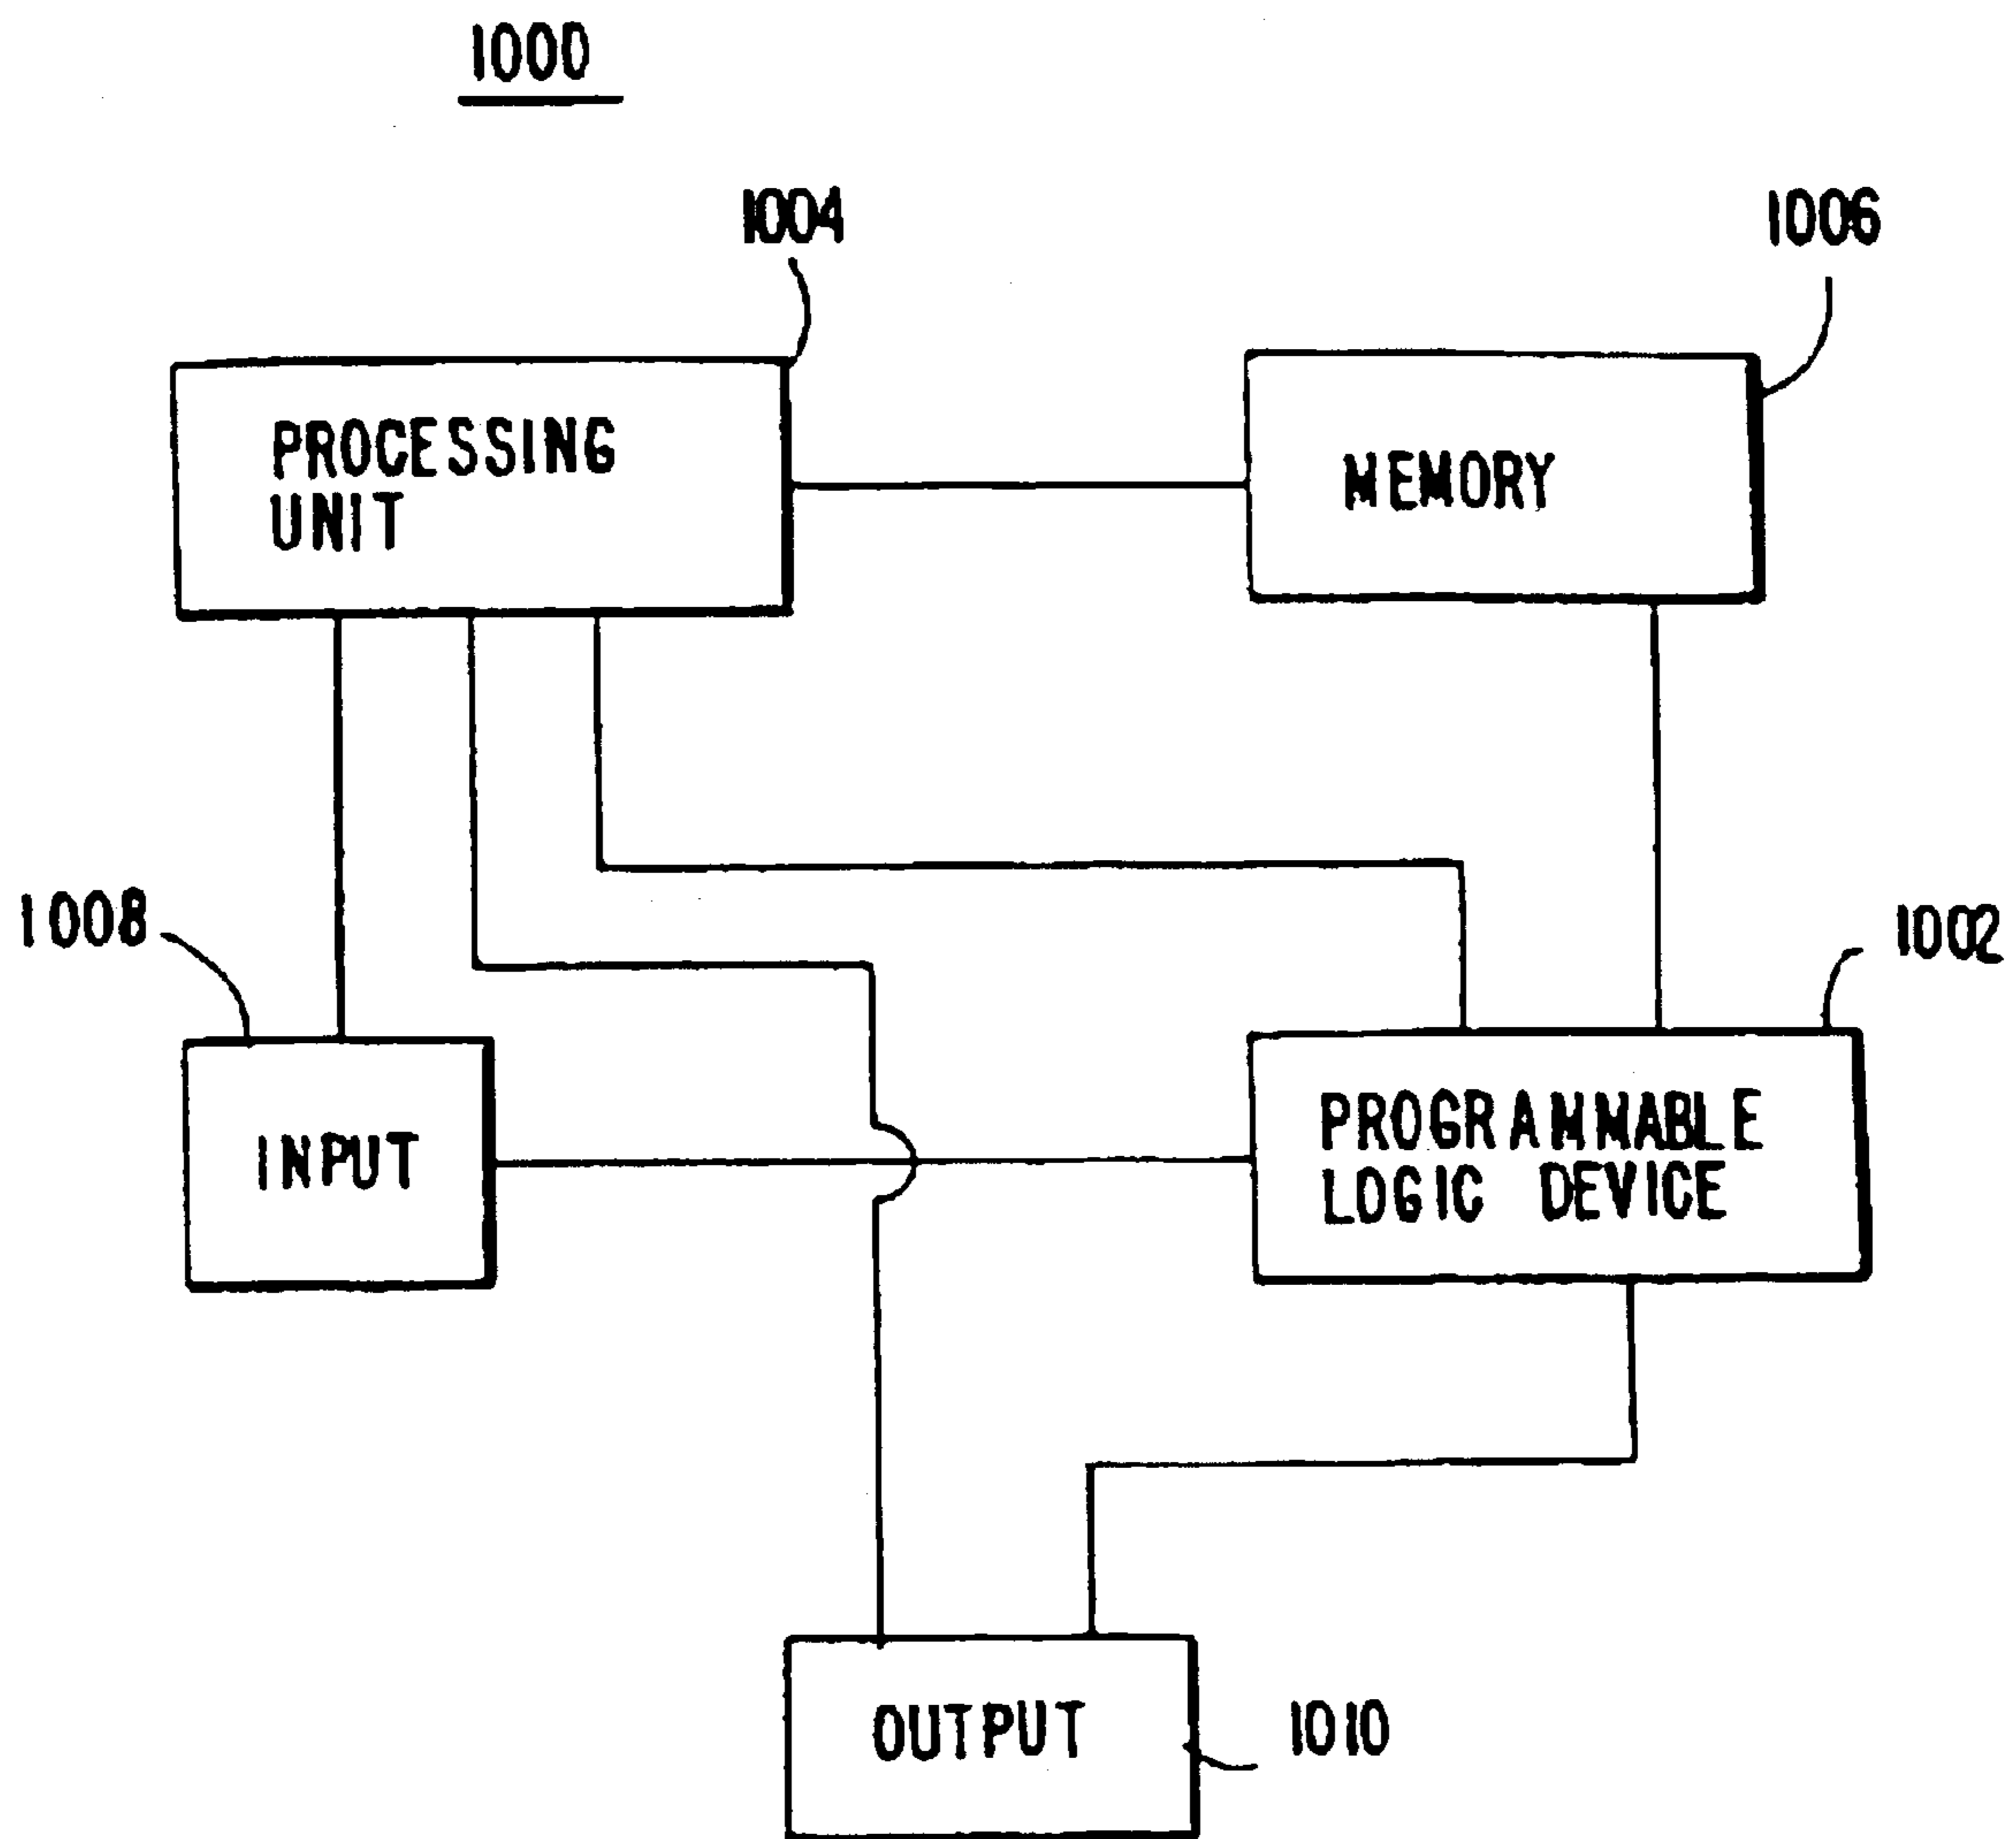 1000
1004
1006
PROCESSING
UNIT
MEMORY
1008
1002
INPUT
PROGRAMMABLE
LOGIC DEVICE
OUTPUT
1010